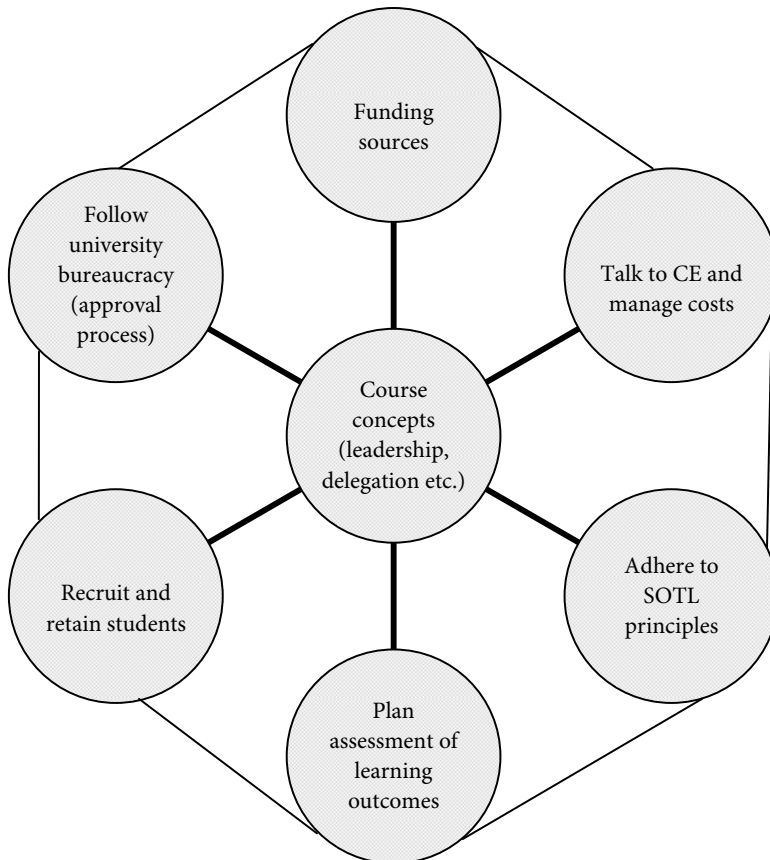 Funding
sources
Follow
university
bureaucracy
(approval
process)
Talk to CE and
manage costs
Course
concepts
(leadership,
delegation etc.)
Recruit and
retain students
Adhere to
SOTL
principles
Plan
assessment of
learning
outcomes